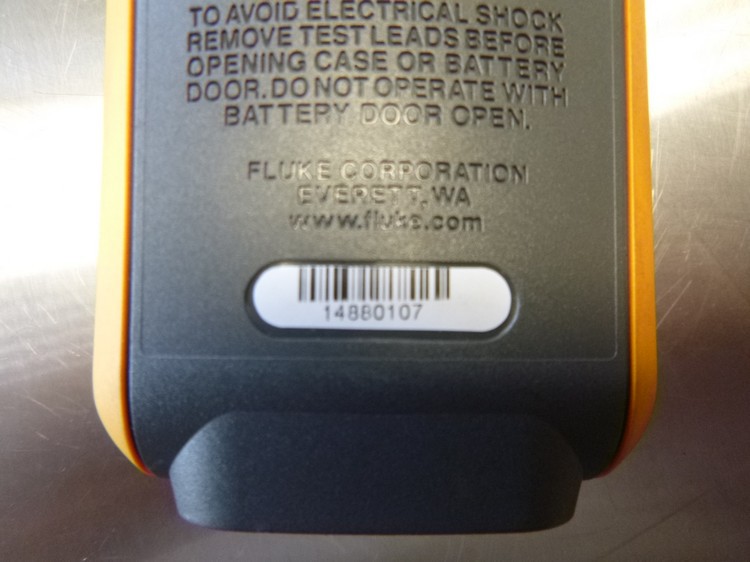 TO AVOID ELECTRICAL SHOCK
REMOVE TEST LEADS BEFORE
OPENING CASE OR BATTERY
DOOR. DO NOT OPERATE WITH
BATTERY DOOR OPEN.
FLUKE CORPORATION
EVERETT, WA
www.fluke.com
14880107